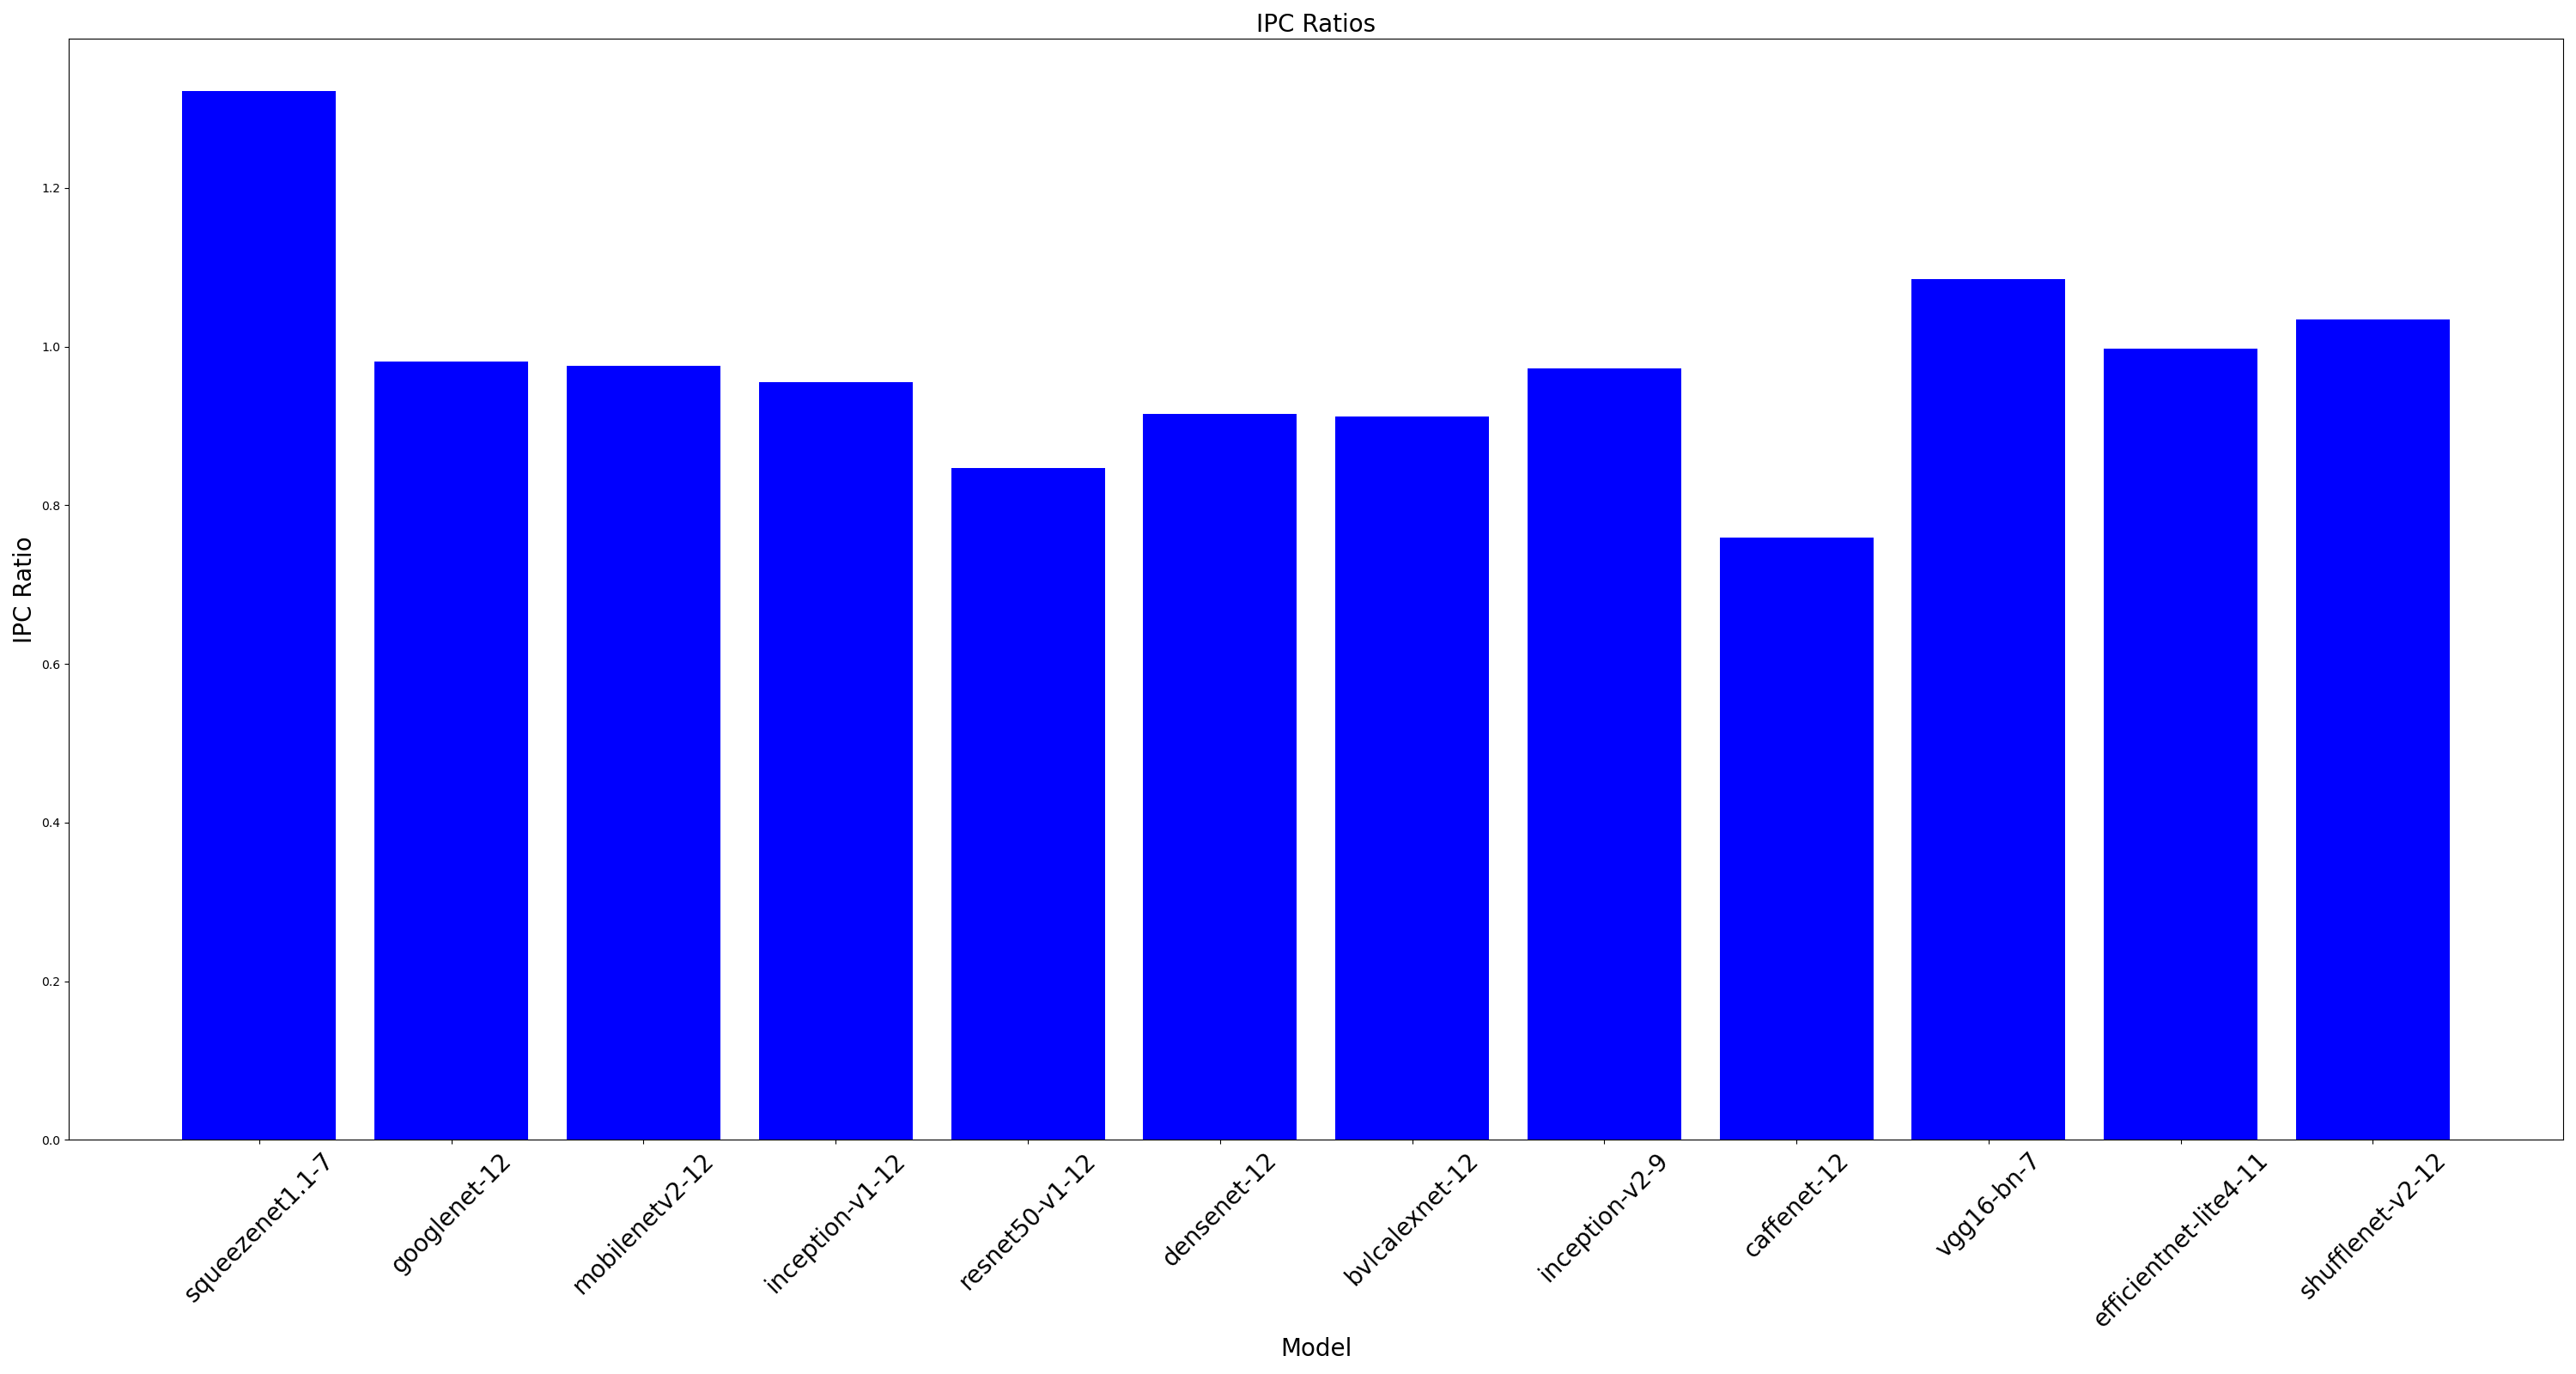 IPC Ratios
IPC Ratio
1.2
1.0
0.8
0.6
0.4
0.2
0.0
squeezenet1.1-7
googlenet-12
mobilenetv2-12
inception-v1-12
resnet50-v1-12
densenet-12
bvlcalexnet-12
inception-v2-9
caffenet-12
vgg16-bn-7
efficientnet-lite4-11
shufflenet-v2-12
Model